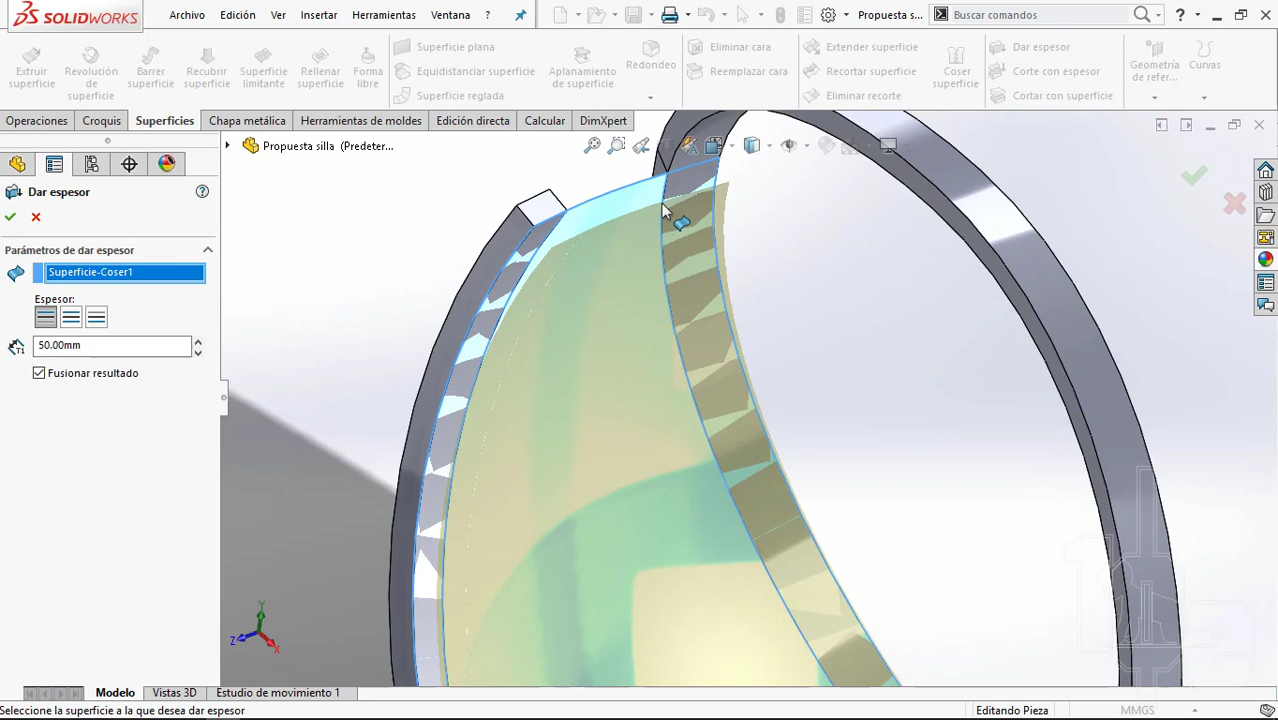 SOLIDWORKS
Archivo Edición Ver Insertar Herramientas Ventana ?
Propuesta s...
Buscar comandos
?
Extruir superficie
Revolución de superficie
Barrer superficie
Recubrir superficie
Superficie limitante
Rellenar superficie
Forma libre
Superficie plana
Equidistanciar superficie
Superficie reglada
Aplanamiento de superficie
Redondeo
Eliminar cara
Reemplazar cara
Extender superficie
Recortar superficie
Eliminar recorte
Coser superficie
Dar espesor
Corte con espesor
Cortar con espesor
Geometría de refer...
Curvas
Operaciones Croquis Superficies Chapa metálica Herramientas de moldes Edición directa Calcular DimXpert
Propuesta silla (Predeter...
Dar espesor
Parámetros de dar espesor
Superficie-Coser1
Espesor:
T1
50.00mm
Fusionar resultado
Y
Z
X
Modelo Vistas 3D Estudio de movimiento 1
Seleccione la superficie a la que desea dar espesor
Editando Pieza
MMGS